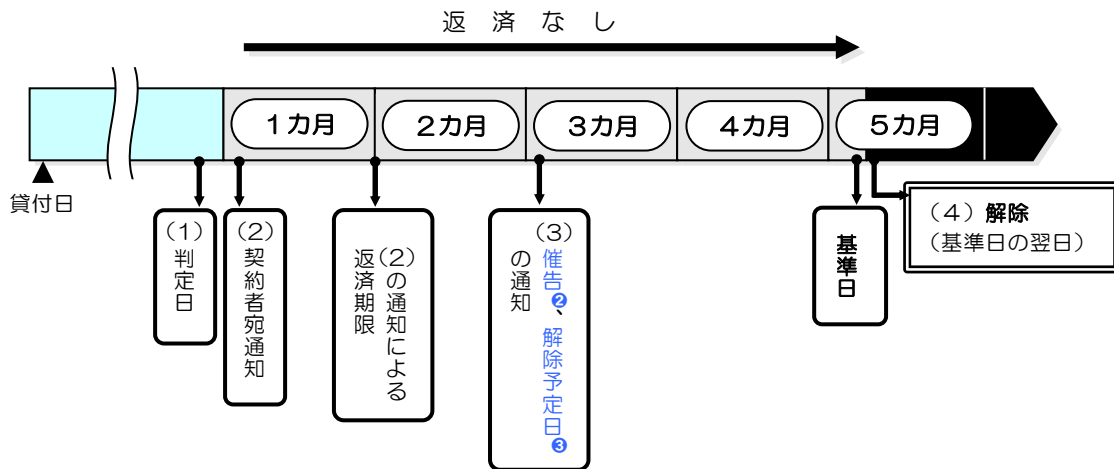 返済なし
1カ月
2カ月
3カ月
4カ月
5カ月
貸付日
(1)
判定日
(2)
契約者宛通知
(2)の通知による
返済期限
(3)
催告❷、解除予定日❸
の通知
基準日
(4)解除
(基準日の翌日)